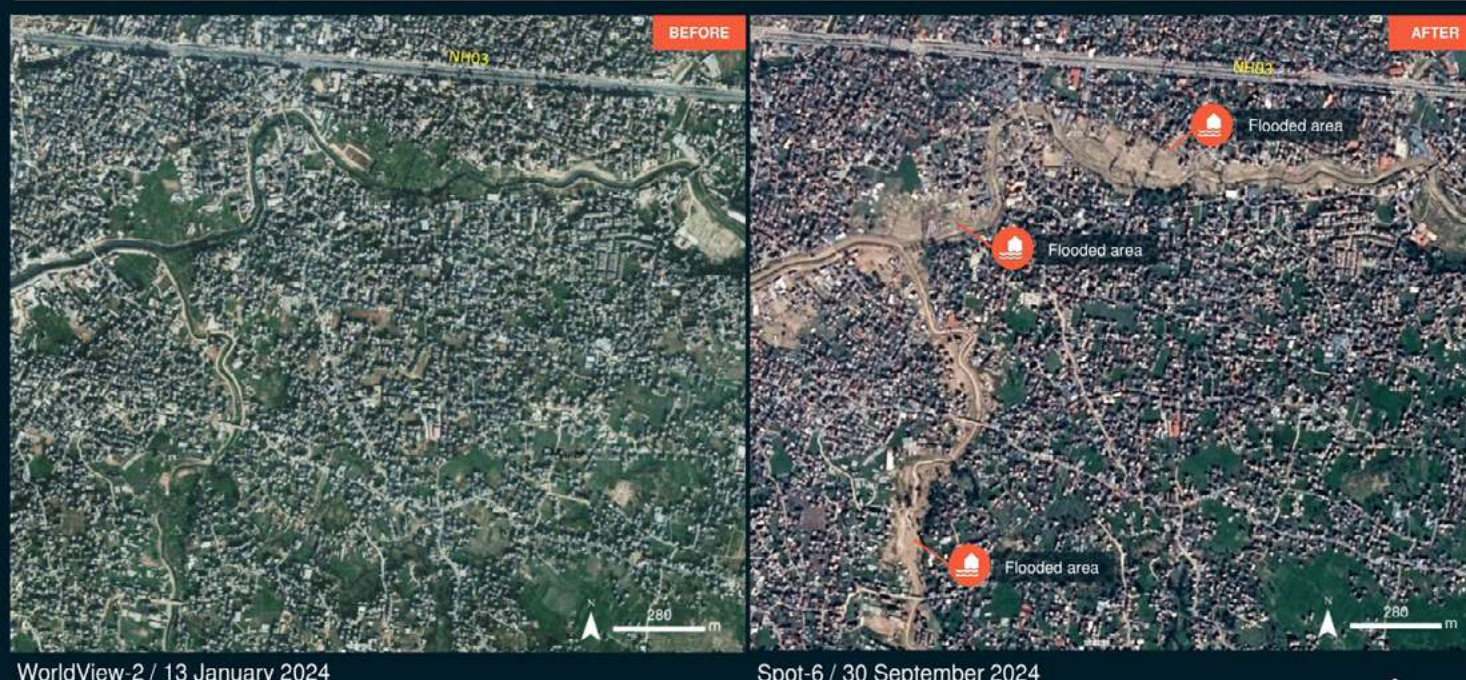 BEFORE
NH03
N
280
m
WorldView-2 / 13 January 2024
AFTER
NH03
Flooded area
Flooded area
Flooded area
N
280
m
Spot-6 / 30 September 2024